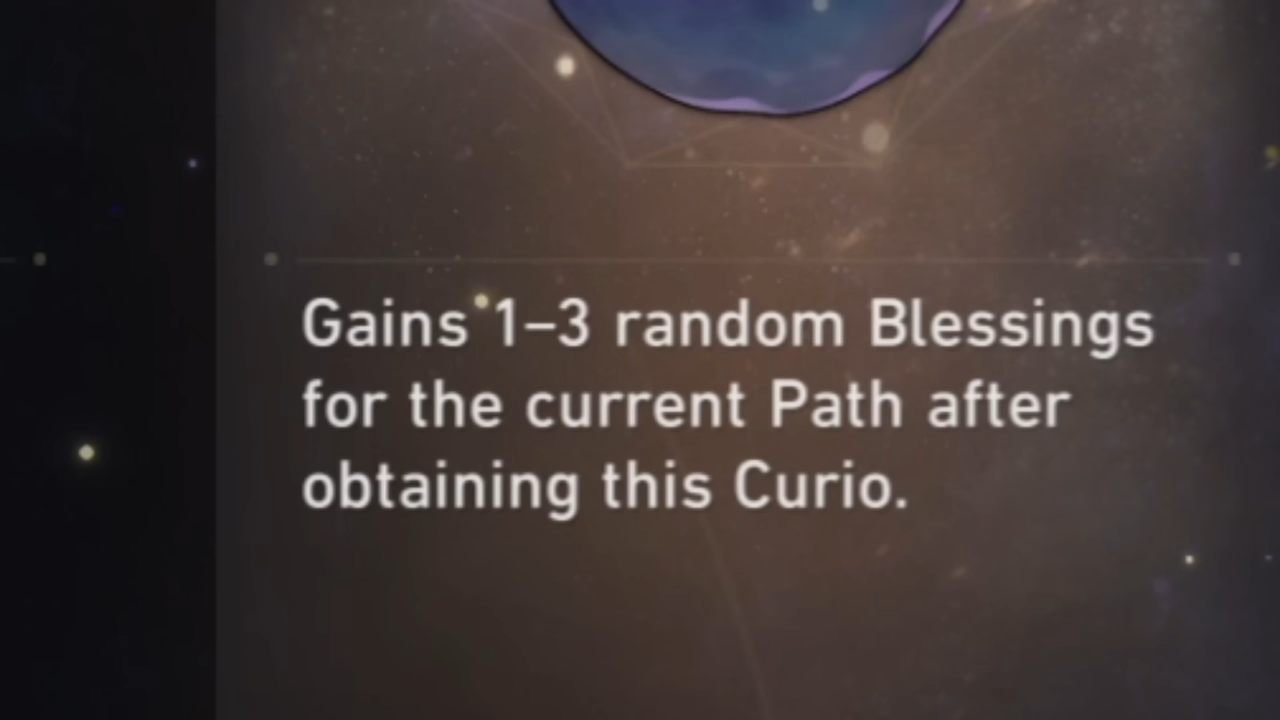 Gains 1–3 random Blessings
for the current Path after
obtaining this Curio.